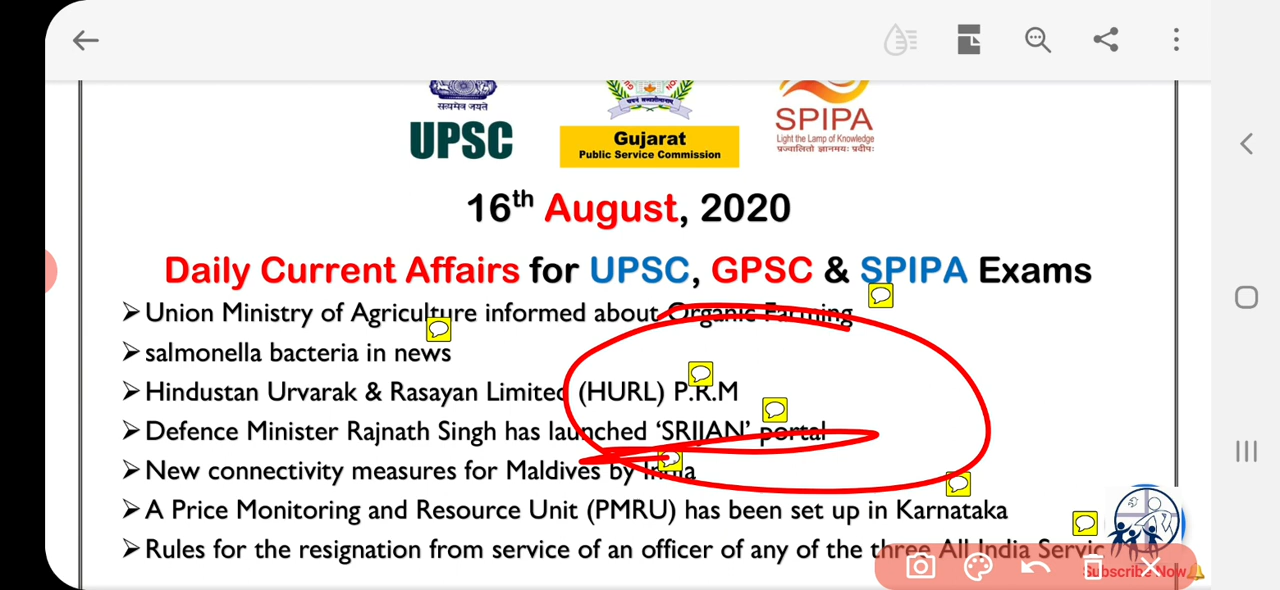 सत्यमेव जयते
UPSC
Gujarat
Public Service Commission
SPIPA
Light the Lamp of Knowledge
प्रज्वालितो ज्ञानमयः प्रदीपः
16th August, 2020
Daily Current Affairs for UPSC, GPSC & SPIPA Exams
➢ Union Ministry of Agriculture informed about Organic Farming
➢ salmonella bacteria in news
➢ Hindustan Urvarak & Rasayan Limited (HURL) P.R.M
➢ Defence Minister Rajnath Singh has launched ‘SRIJAN’ portal
➢ New connectivity measures for Maldives by India
➢ A Price Monitoring and Resource Unit (PMRU) has been set up in Karnataka
➢ Rules for the resignation from service of an officer of any of the three All India Servic
Subscribe Now